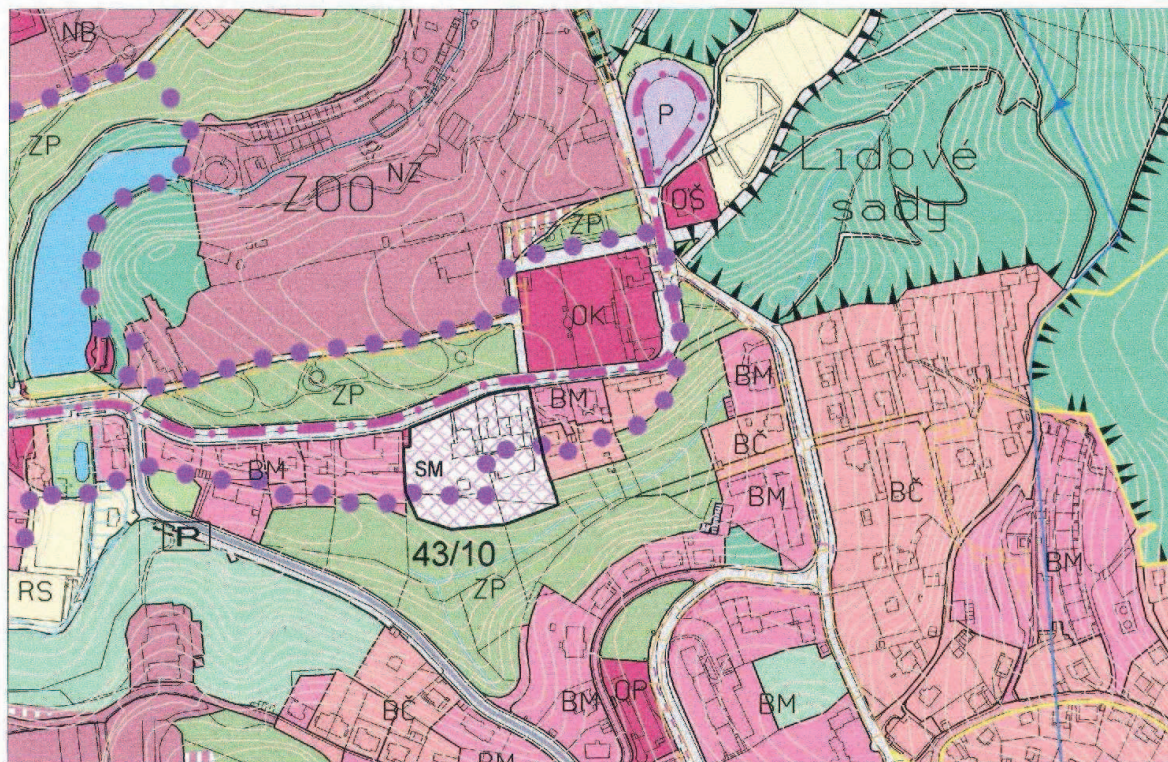 NB
P
ZP
Lidové
sady
NZ
ZOO
OŠ
ZP
OK
BM
ZP
BM
BČ
BM
SM
BM
BČ
P
43/10
ZP
BM
RS
BM
OP
BM
BČ
BM